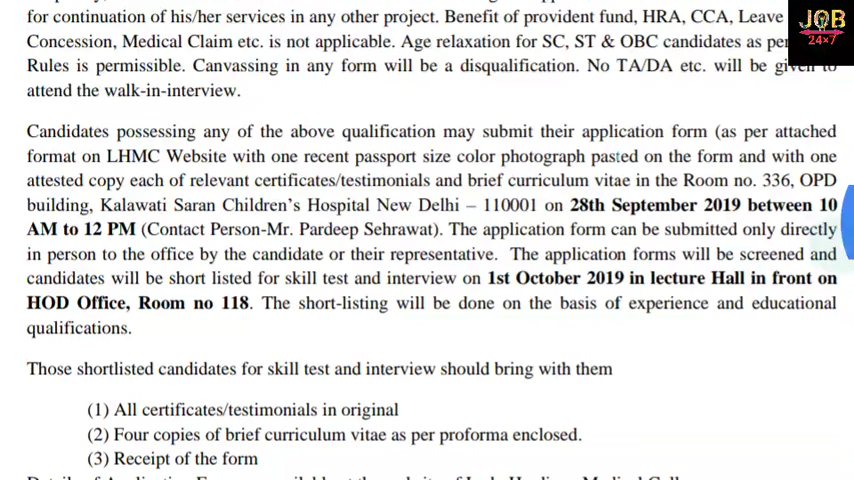 for continuation of his/her services in any other project. Benefit of provident fund, HRA, CCA, Leave
Concession, Medical Claim etc. is not applicable. Age relaxation for SC, ST & OBC candidates as per
Rules is permissible. Canvassing in any form will be a disqualification. No TA/DA etc. will be given to
attend the walk-in-interview.
JOB
24×7
Candidates possessing any of the above qualification may submit their application form (as per attached
format on LHMC Website with one recent passport size color photograph pasted on the form and with one
attested copy each of relevant certificates/testimonials and brief curriculum vitae in the Room no. 336, OPD
building, Kalawati Saran Children's Hospital New Delhi – 110001 on 28th September 2019 between 10
AM to 12 PM (Contact Person-Mr. Pardeep Sehrawat). The application form can be submitted only directly
in person to the office by the candidate or their representative. The application forms will be screened and
candidates will be short listed for skill test and interview on 1st October 2019 in lecture Hall in front on
HOD Office, Room no 118. The short-listing will be done on the basis of experience and educational
qualifications.
Those shortlisted candidates for skill test and interview should bring with them
(1) All certificates/testimonials in original
(2) Four copies of brief curriculum vitae as per proforma enclosed.
(3) Receipt of the form